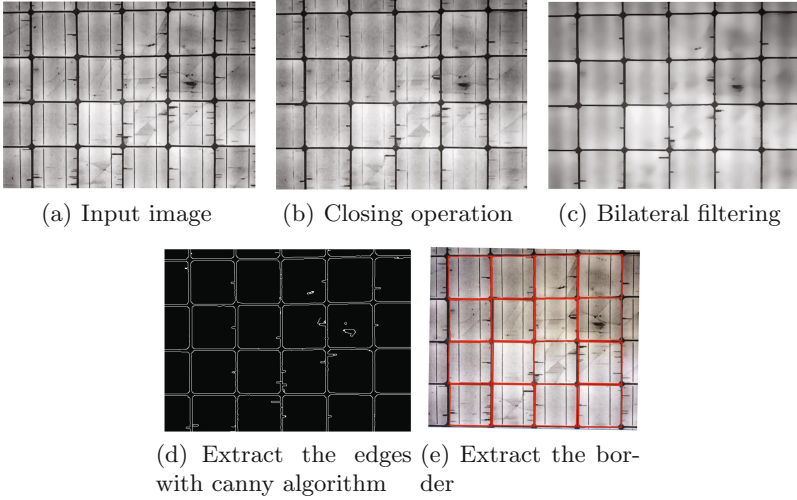 (a) Input image (b) Closing operation (c) Bilateral filtering
(d) Extract the edges (e) Extract the bor-
with canny algorithm der